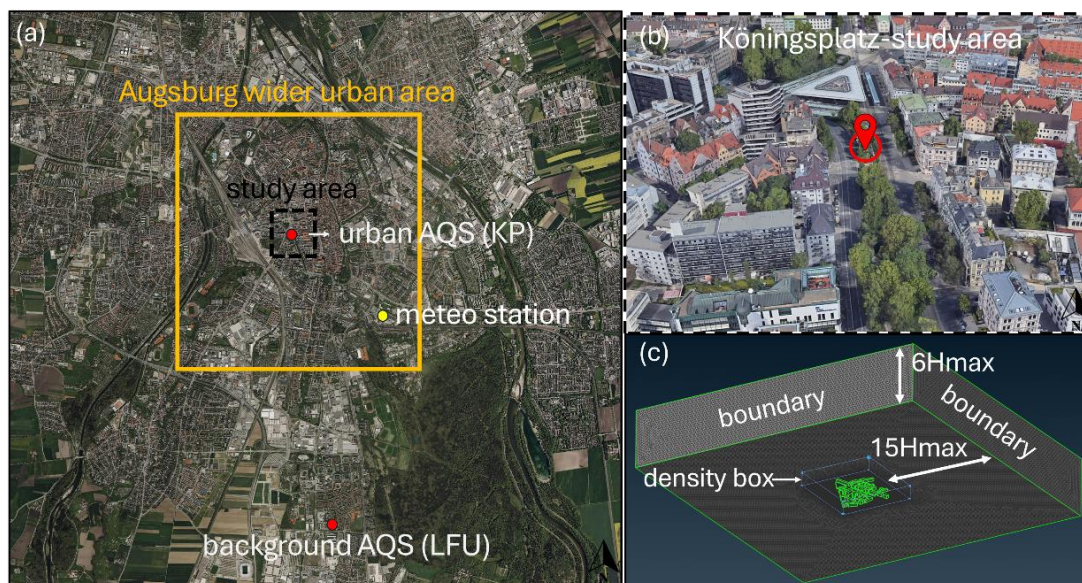 (a)
Augsburg wider urban area
study area
urban AQS (KP)
meteo station
background AQS (LFU)
(b)
Köningsplatz-study area
(c)
6Hmax
boundary
boundary
15Hmax
density box